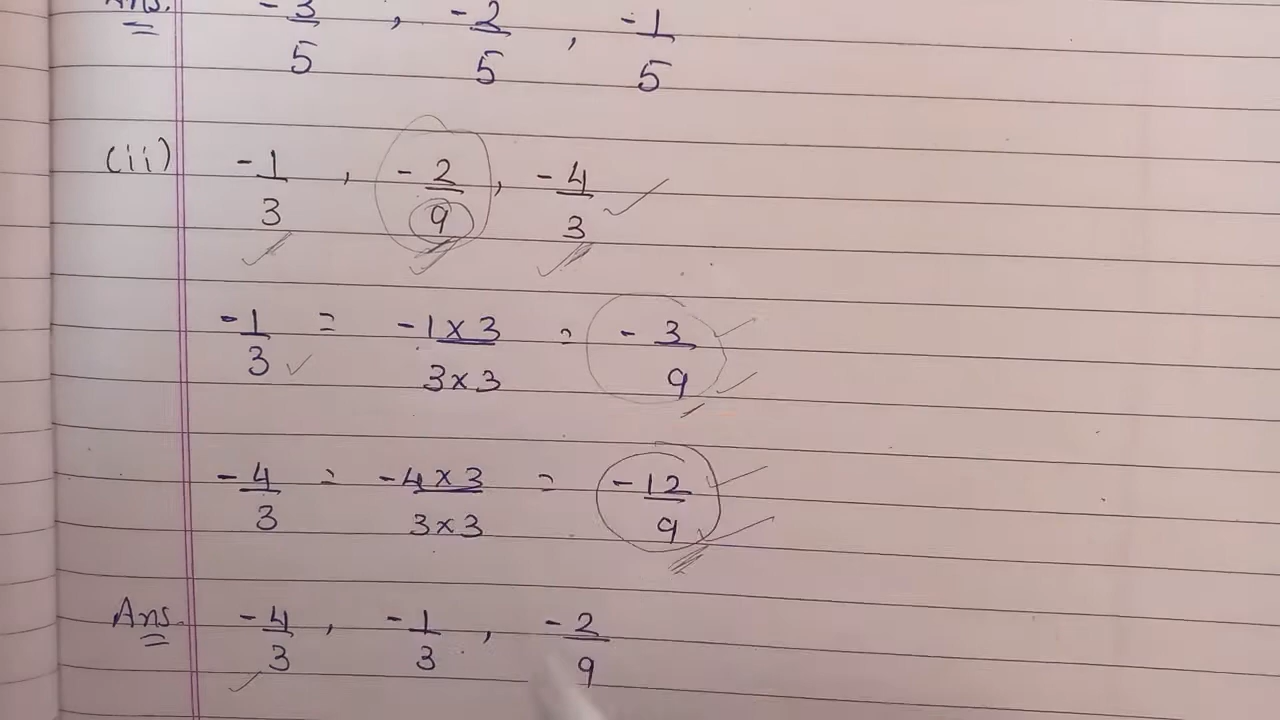 Ans. -3/5 , -2/5 , -1/5
(ii) -1/3 , -2/9 , -4/3
-1/3 = -1×3/3×3 = -3/9
-4/3 = -4×3/3×3 = -12/9
Ans. -4/3 , -1/3 , -2/9